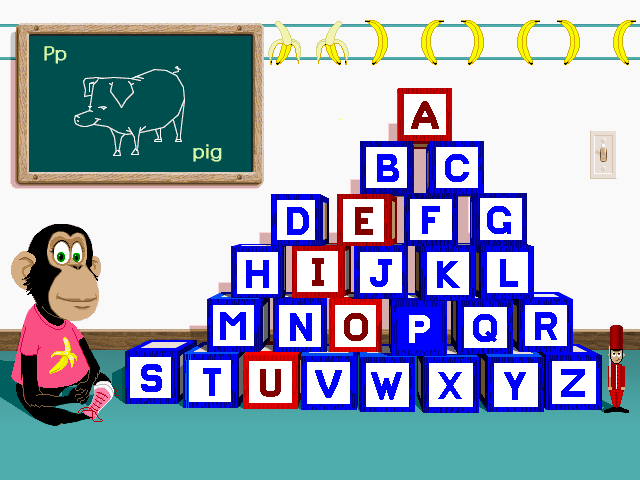 Pp
pig
A
B C
D E F G
H I J K L
M N O P Q R
S T U V W X Y Z